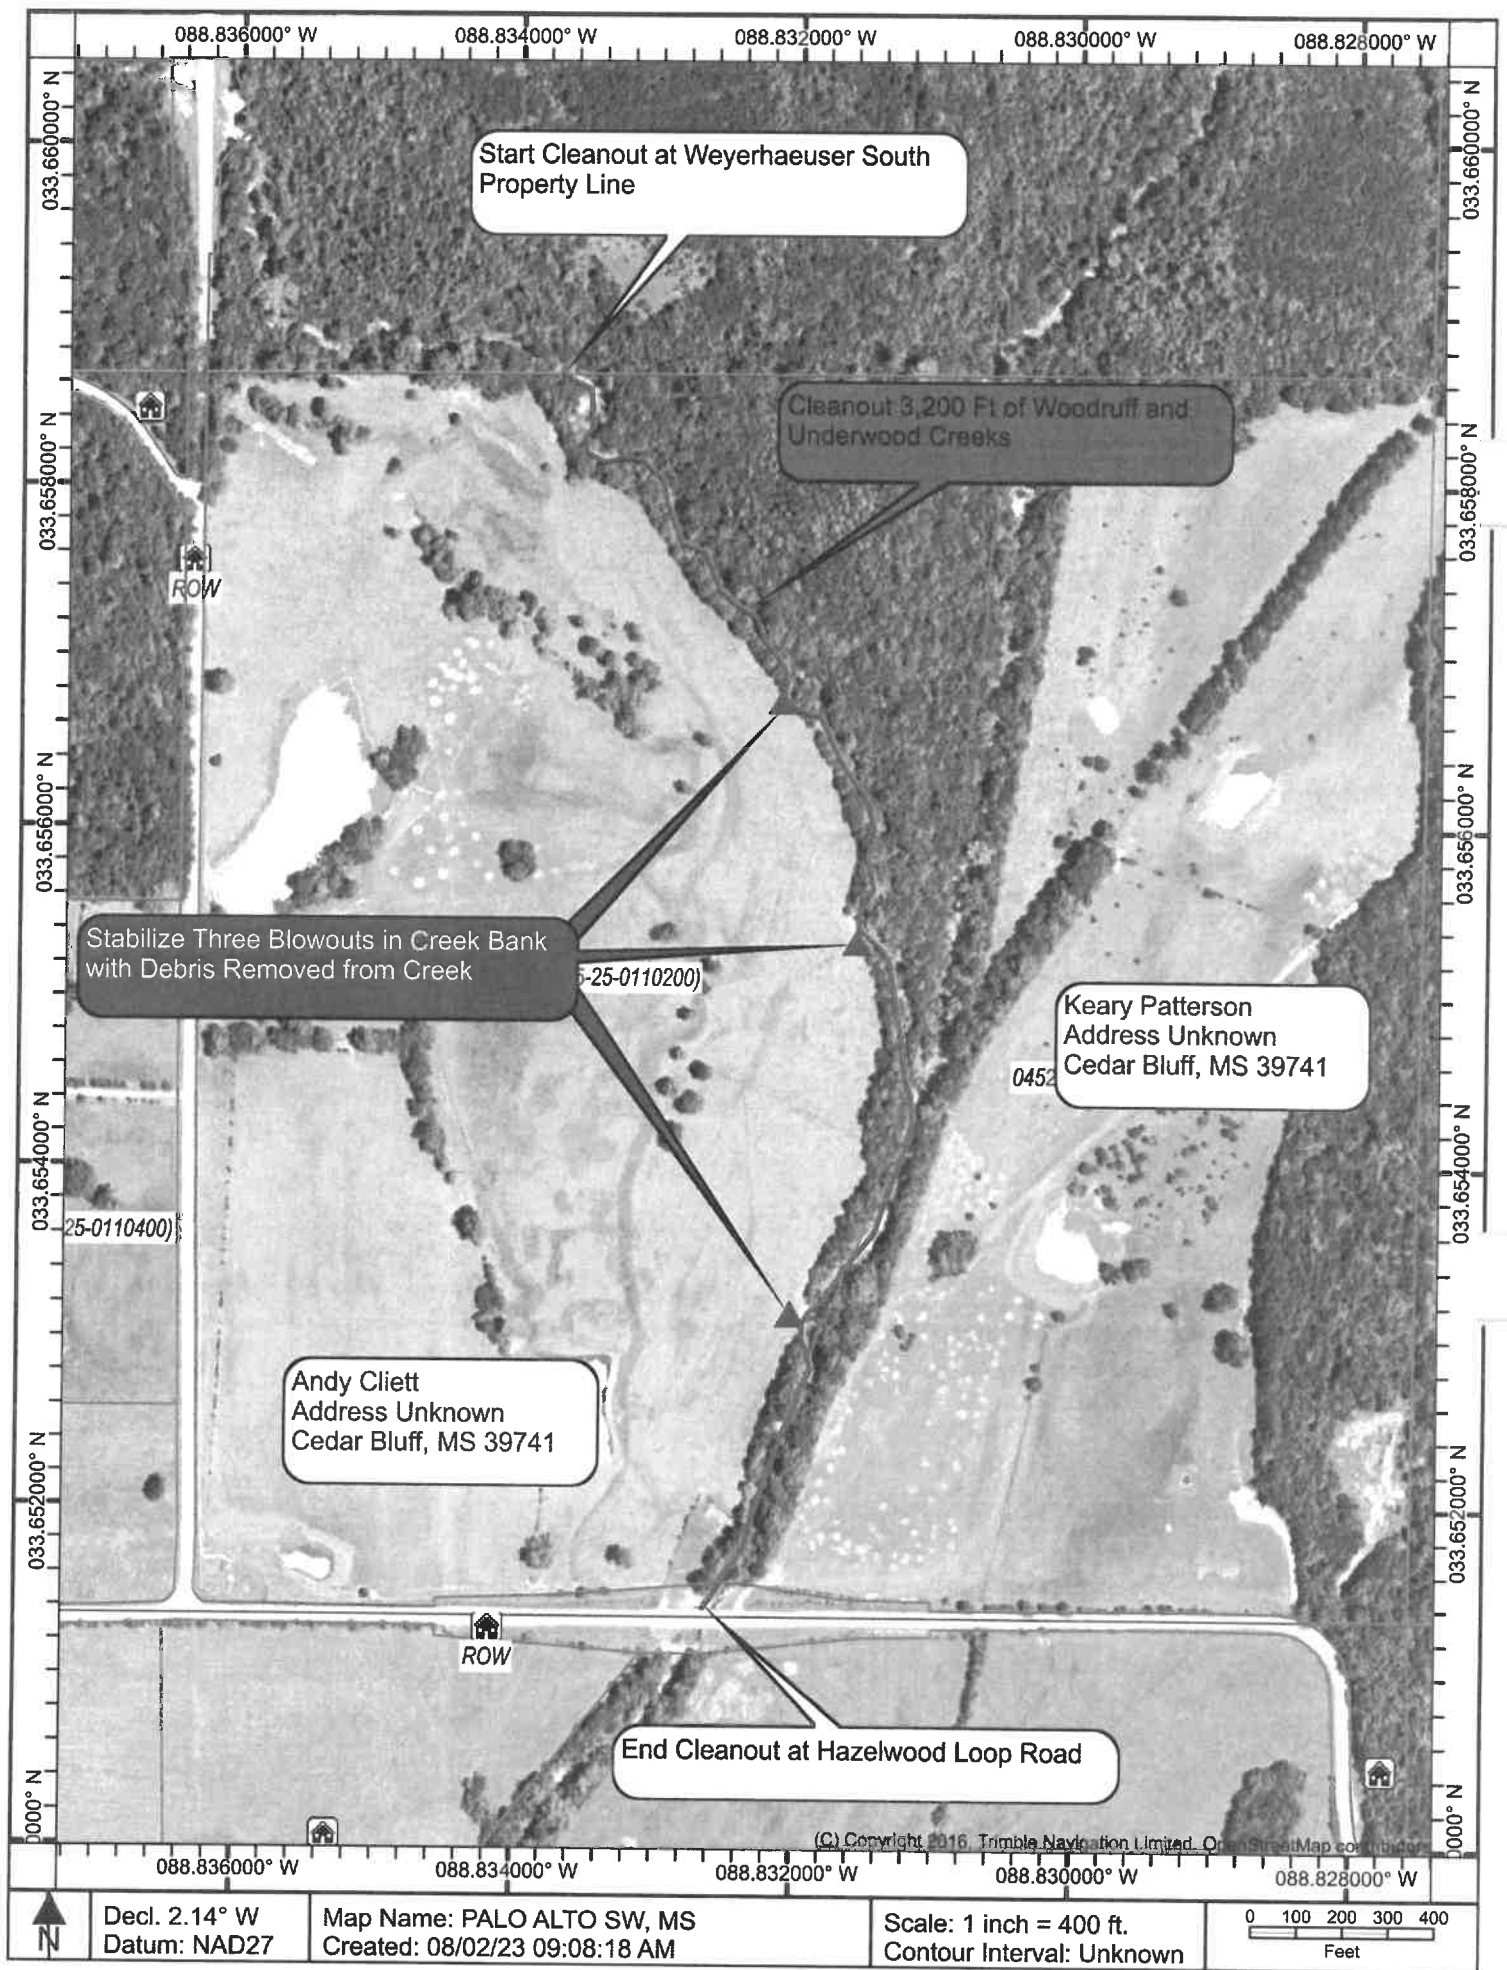 088.836000° W
088.834000° W
088.832000° W
088.830000° W
088.828000° W
033.660000° N
033.660000° N
Start Cleanout at Weyerhaeuser South
Property Line
Cleanout 3,200 Ft of Woodruff and
Underwood Creeks
033.658000° N
033.658000° N
ROW
033.656000° N
033.656000° N
Stabilize Three Blowouts in Creek Bank
with Debris Removed from Creek
-25-0110200)
Keary Patterson
Address Unknown
Cedar Bluff, MS 39741
0452
033.654000° N
033.654000° N
25-0110400)
Andy Cliett
Address Unknown
Cedar Bluff, MS 39741
033.652000° N
033.652000° N
ROW
End Cleanout at Hazelwood Loop Road
0000° N
0000° N
(C) Copyright 2016, Trimble Navigation Limited, OpenStreetMap contributors
088.836000° W
088.834000° W
088.832000° W
088.830000° W
088.828000° W
N
Decl. 2.14° W
Datum: NAD27
Map Name: PALO ALTO SW, MS
Created: 08/02/23 09:08:18 AM
Scale: 1 inch = 400 ft.
Contour Interval: Unknown
0 100 200 300 400
Feet